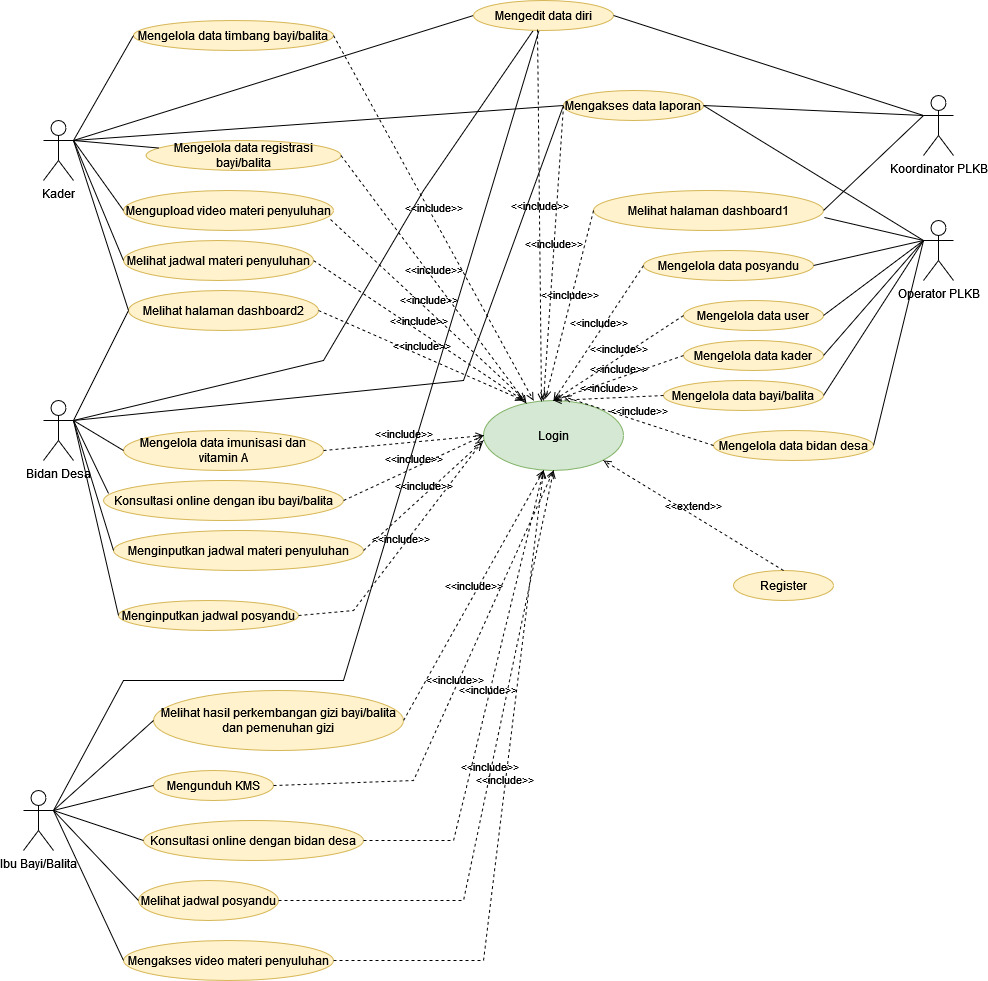 Mengedit data diri
Mengelola data timbang bayi/balita
Mengakses data laporan
Kader
Koordinator PLKB
Mengelola data registrasi
bayi/balita
Mengupload video materi penyuluhan
<<include>>
<<include>>
Melihat halaman dashboard1
Melihat jadwal materi penyuluhan
<<include>>
<<include>>
Mengelola data posyandu
Operator PLKB
Melihat halaman dashboard2
<<include>>
<<include>>
<<include>>
<<include>>
Mengelola data user
<<include>>
<<include>>
Mengelola data kader
<<include>>
<<include>>
Mengelola data bayi/balita
<<include>>
Login
Mengelola data bidan desa
Bidan Desa
Mengelola data imunisasi dan
vitamin A
<<include>>
<<include>>
Konsultasi online dengan ibu bayi/balita
<<include>>
<<extend>>
Menginputkan jadwal materi penyuluhan
<<include>>
Register
<<include>>
Menginputkan jadwal posyandu
<<include>>
<<include>>
Melihat hasil perkembangan gizi bayi/balita
dan pemenuhan gizi
<<include>>
<<include>>
Mengunduh KMS
Konsultasi online dengan bidan desa
Ibu Bayi/Balita
Melihat jadwal posyandu
Mengakses video materi penyuluhan